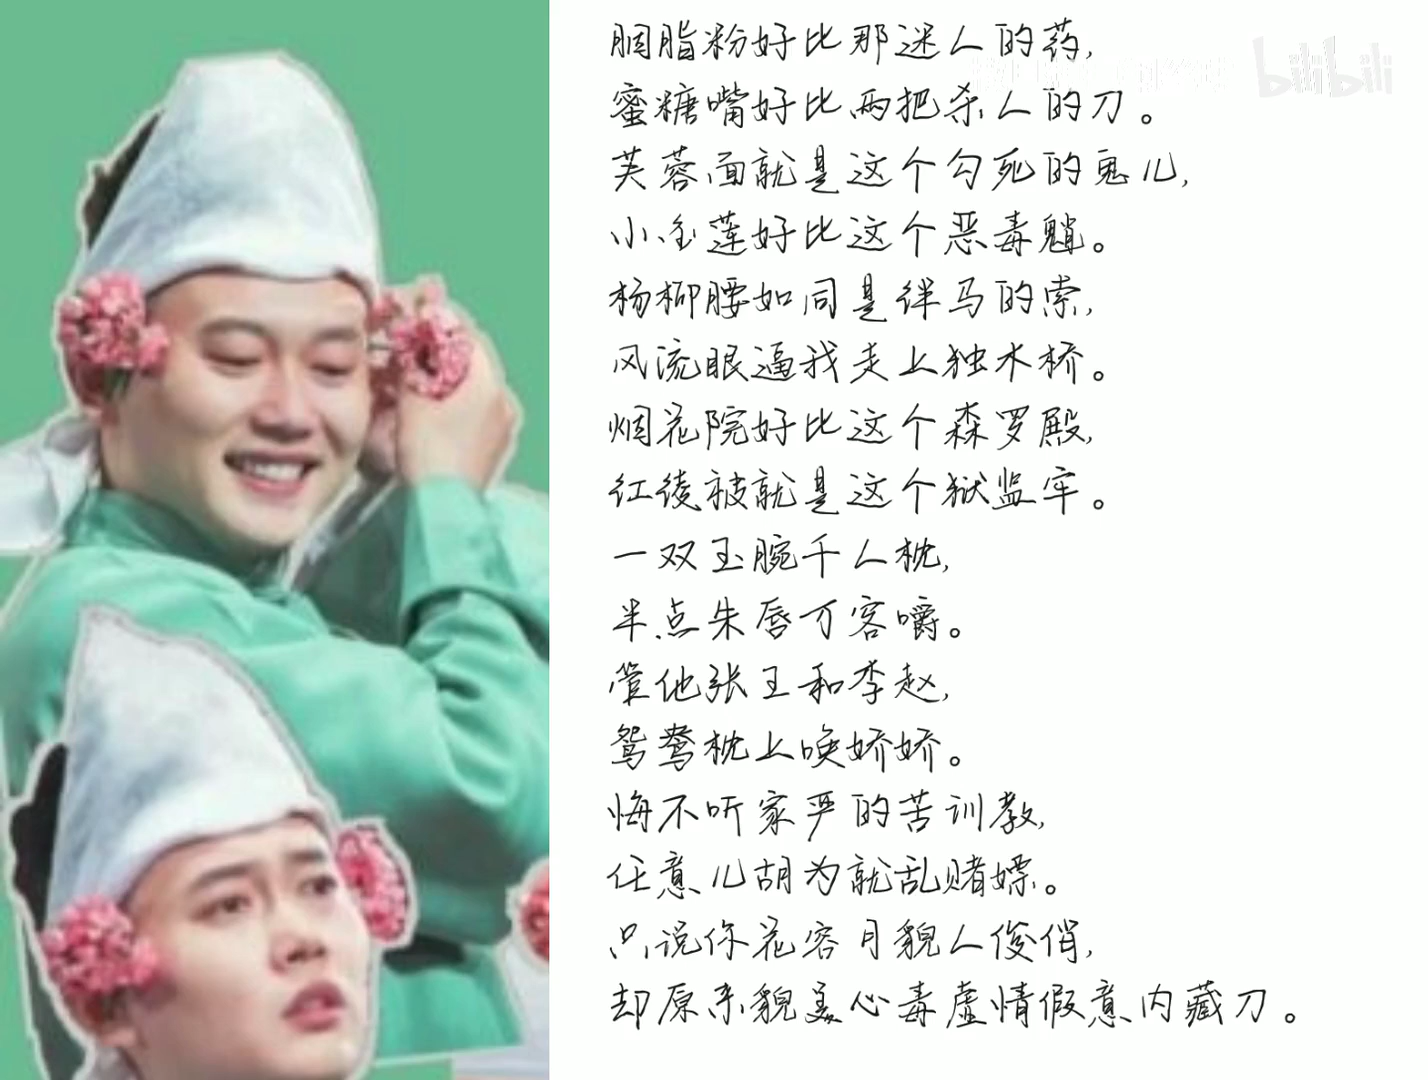 胭脂粉好比那迷人的药,
bilibili
蜜糖嘴好比两把杀人的刀。
芙蓉面就是这个勾死的鬼儿,
小金莲好比这个恶毒魈。
杨柳腰如同是绊马的索,
风流眼逼我走上独木桥。
烟花院好比这个森罗殿,
红绫被就是这个狱监牢。
一双玉腕千人枕,
半点朱唇万客嚼。
管他张王和李赵,
鸳鸯枕上唤娇娇。
悔不听家严的苦训教,
任意儿胡为就乱赌嫖。
只说你花容月貌人俊俏,
却原来貌美心毒虚情假意内藏刀。